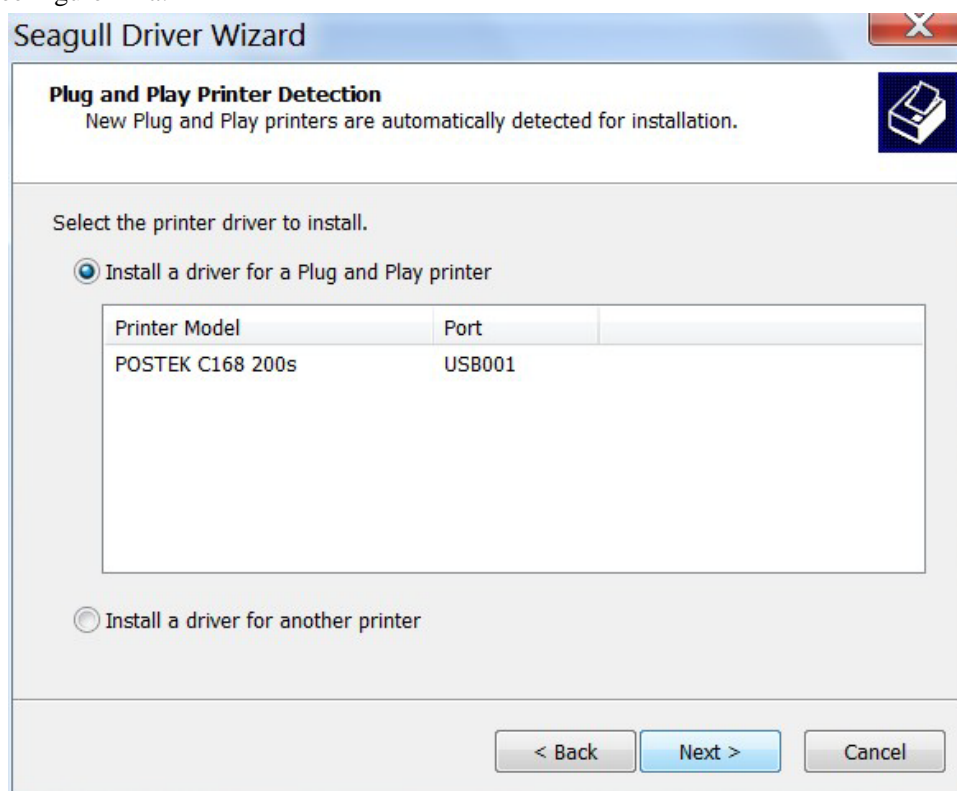 Seagull Driver Wizard
Plug and Play Printer Detection
New Plug and Play printers are automatically detected for installation.
Select the printer driver to install.
Install a driver for a Plug and Play printer
Printer Model Port
POSTEK C168 200s USB001
Install a driver for another printer
< Back Next > Cancel